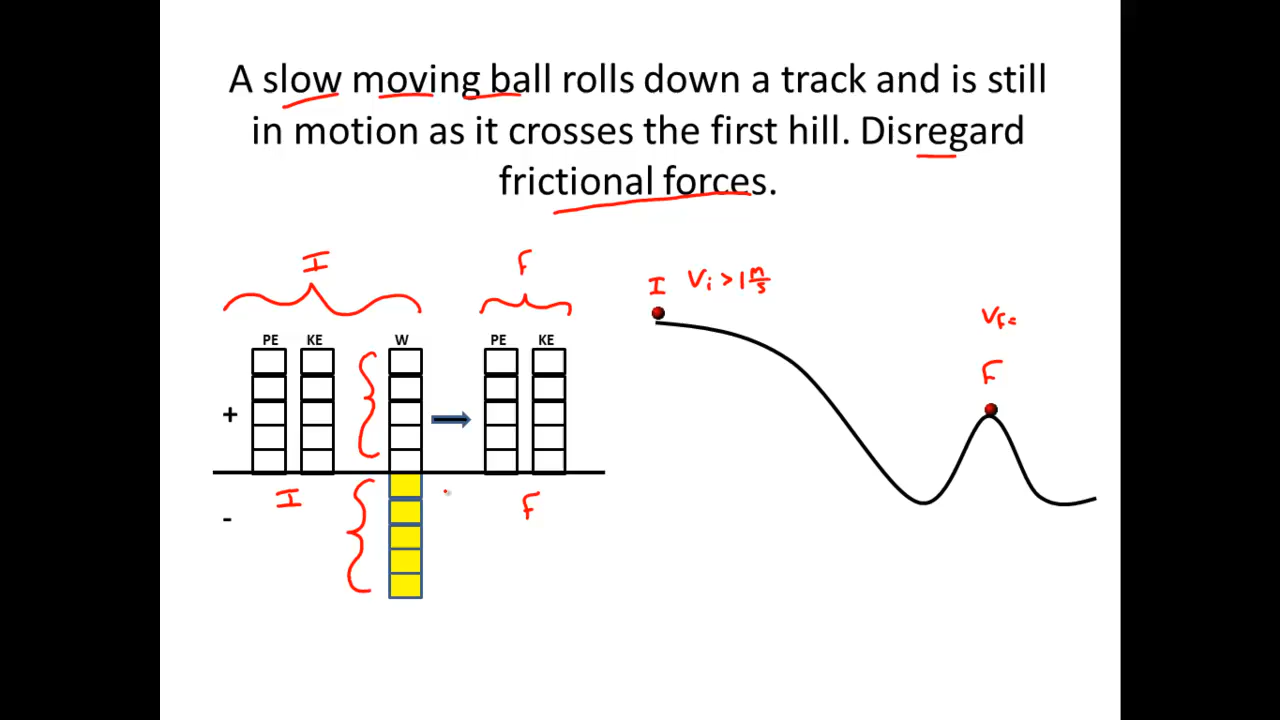 A slow moving ball rolls down a track and is still
in motion as it crosses the first hill. Disregard
frictional forces.
I
F
PE KE W PE KE
+
I
F
-
I Vi > 1 m/s
VF=
F